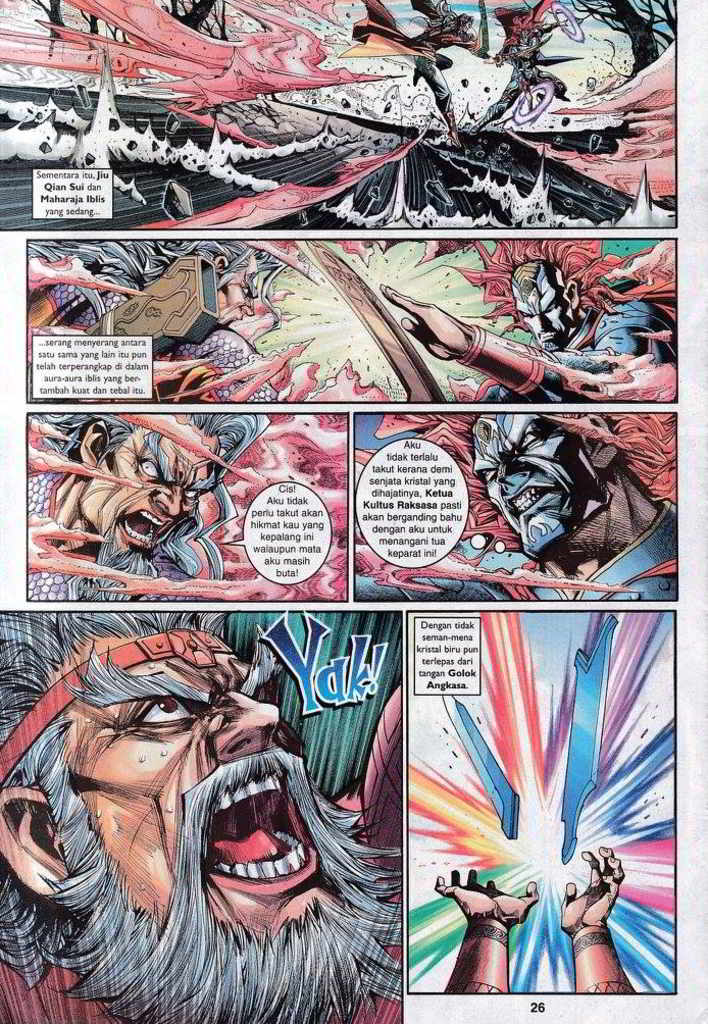 Sementara itu, Jiu
Qian Sui dan
Maharaja Iblis
yang sedang...
...serang menyerang antara
satu sama yang lain itu pun
telah terperangkap di dalam
aura-aura iblis yang ber-
tambah kuat dan tebal itu.
Cis!
Aku tidak
perlu takut akan
hikmat kau yang
kepalang ini
walaupun mata
aku masih
buta!
Aku
tidak terlalu
takut kerana demi
senjata kristal yang
dihajatinya, Ketua
Kultus Raksasa pasti
akan berganding bahu
dengan aku untuk
menangani tua
keparat ini!
Yak!
Dengan tidak
seman-mena
kristal biru pun
terlepas dari
tangan Golok
Angkasa.
26